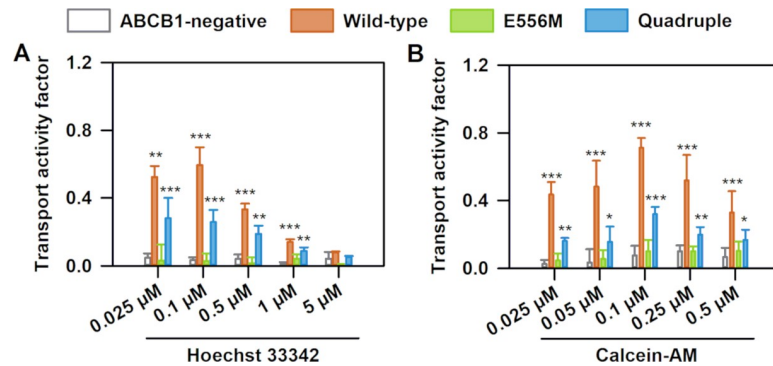 ABCB1-negative Wild-type E556M Quadruple
A
Transport activity factor
1.2
0.8
0.4
0.0
** *** *** *** *** ** *** **
0.025 µM 0.1 µM 0.5 µM 1 µM 5 µM
Hoechst 33342
B
Transport activity factor
1.2
0.8
0.4
0.0
*** ** *** * *** *** *** ** *** *
0.025 µM 0.05 µM 0.1 µM 0.25 µM 0.5 µM
Calcein-AM